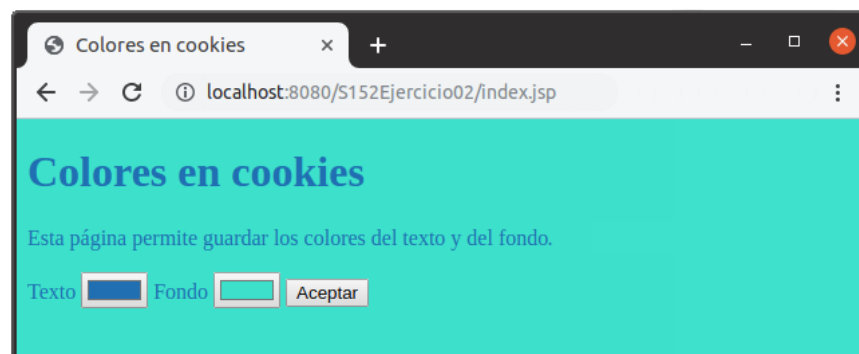 Colores en cookies
localhost:8080/S152Ejercicio02/index.jsp
Colores en cookies
Esta página permite guardar los colores del texto y del fondo.
Texto Fondo Aceptar